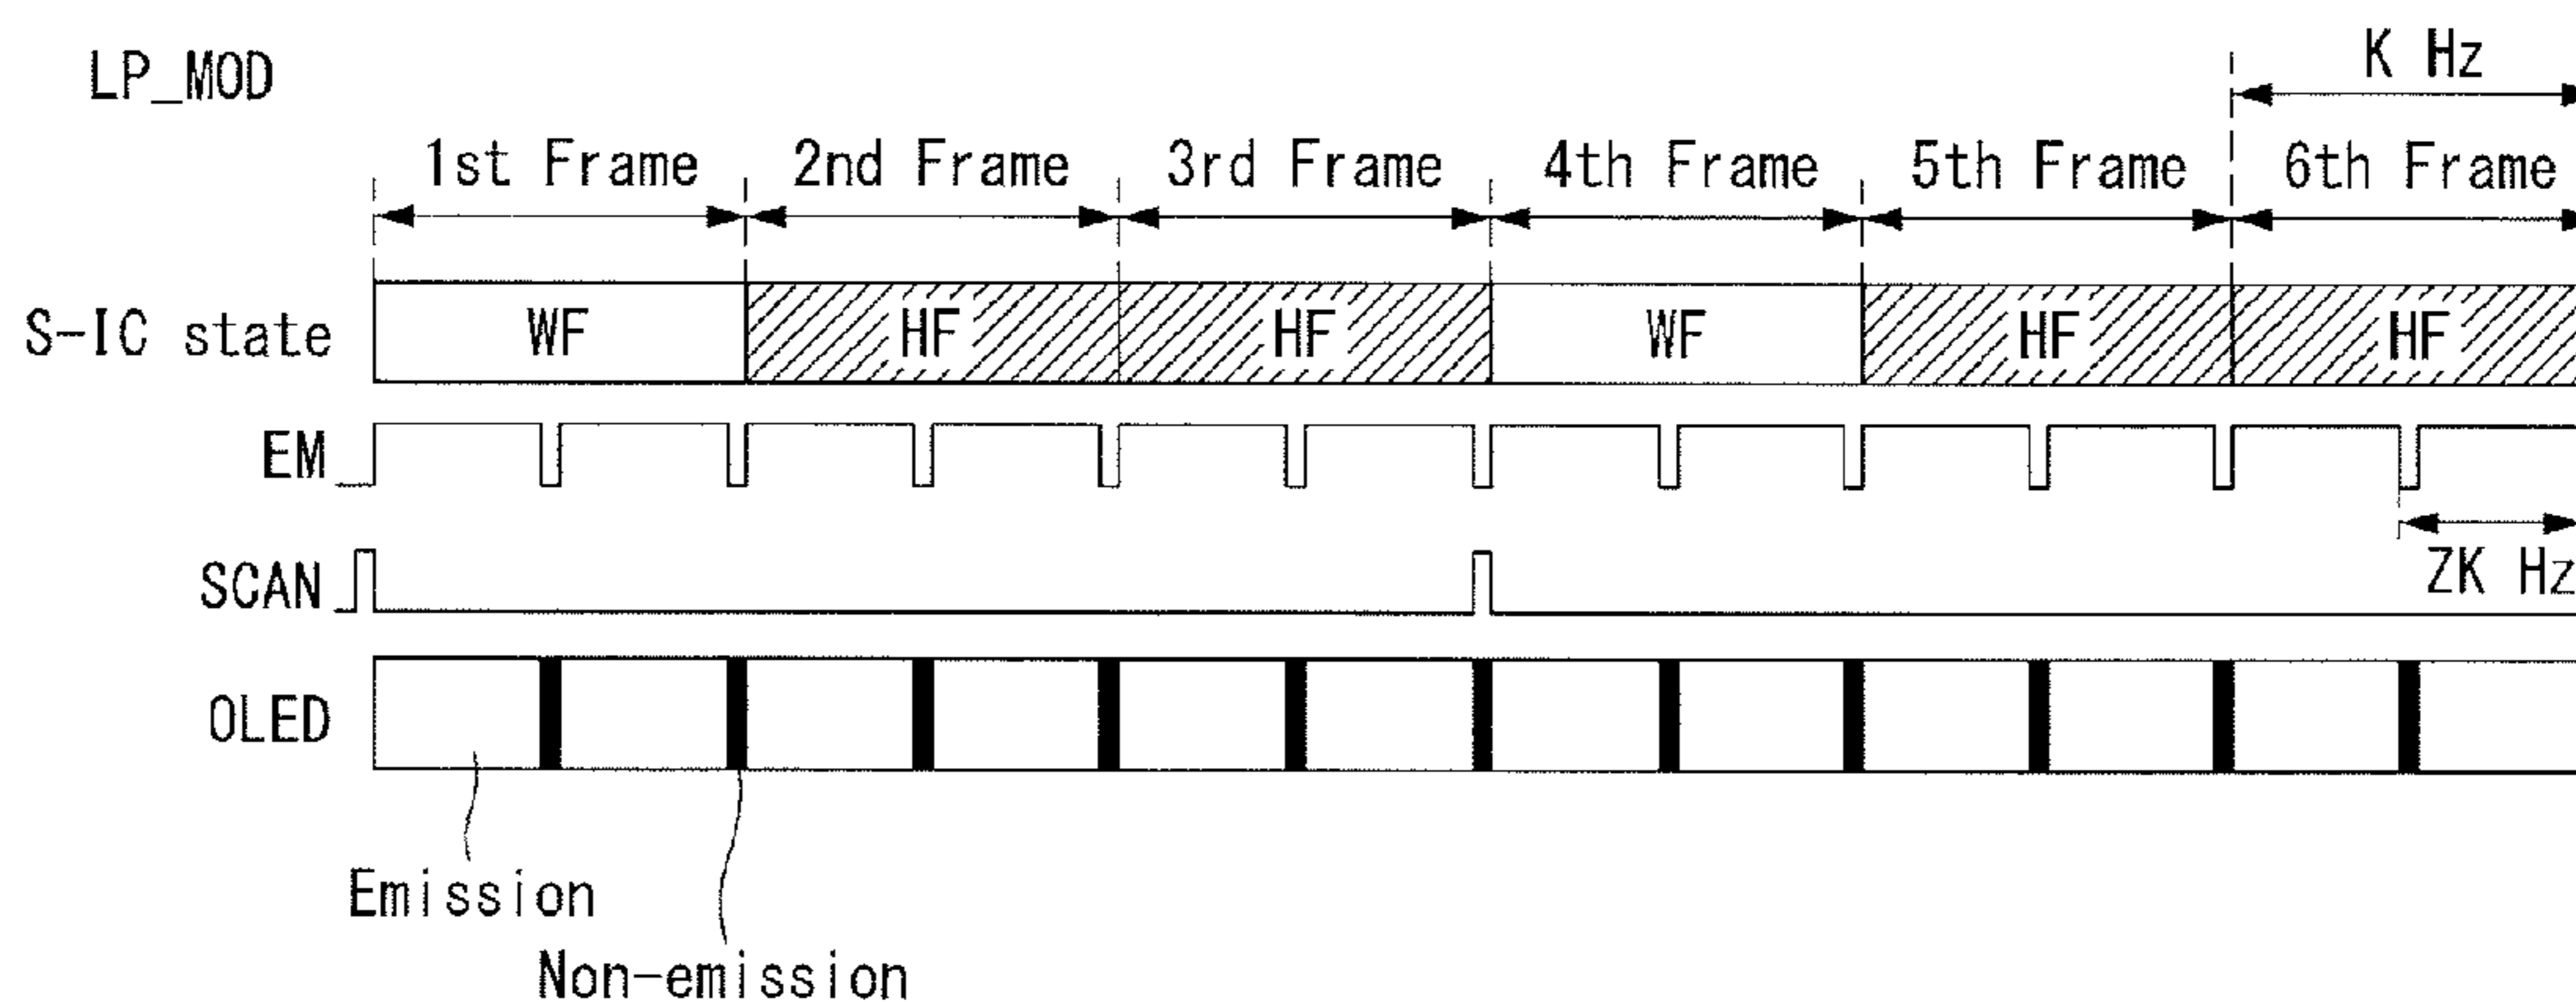 LP_MOD
K Hz
1st Frame 2nd Frame 3rd Frame 4th Frame 5th Frame 6th Frame
S-IC state WF HF HF WF HF HF
EM
SCAN
ZK Hz
OLED
Emission
Non-emission